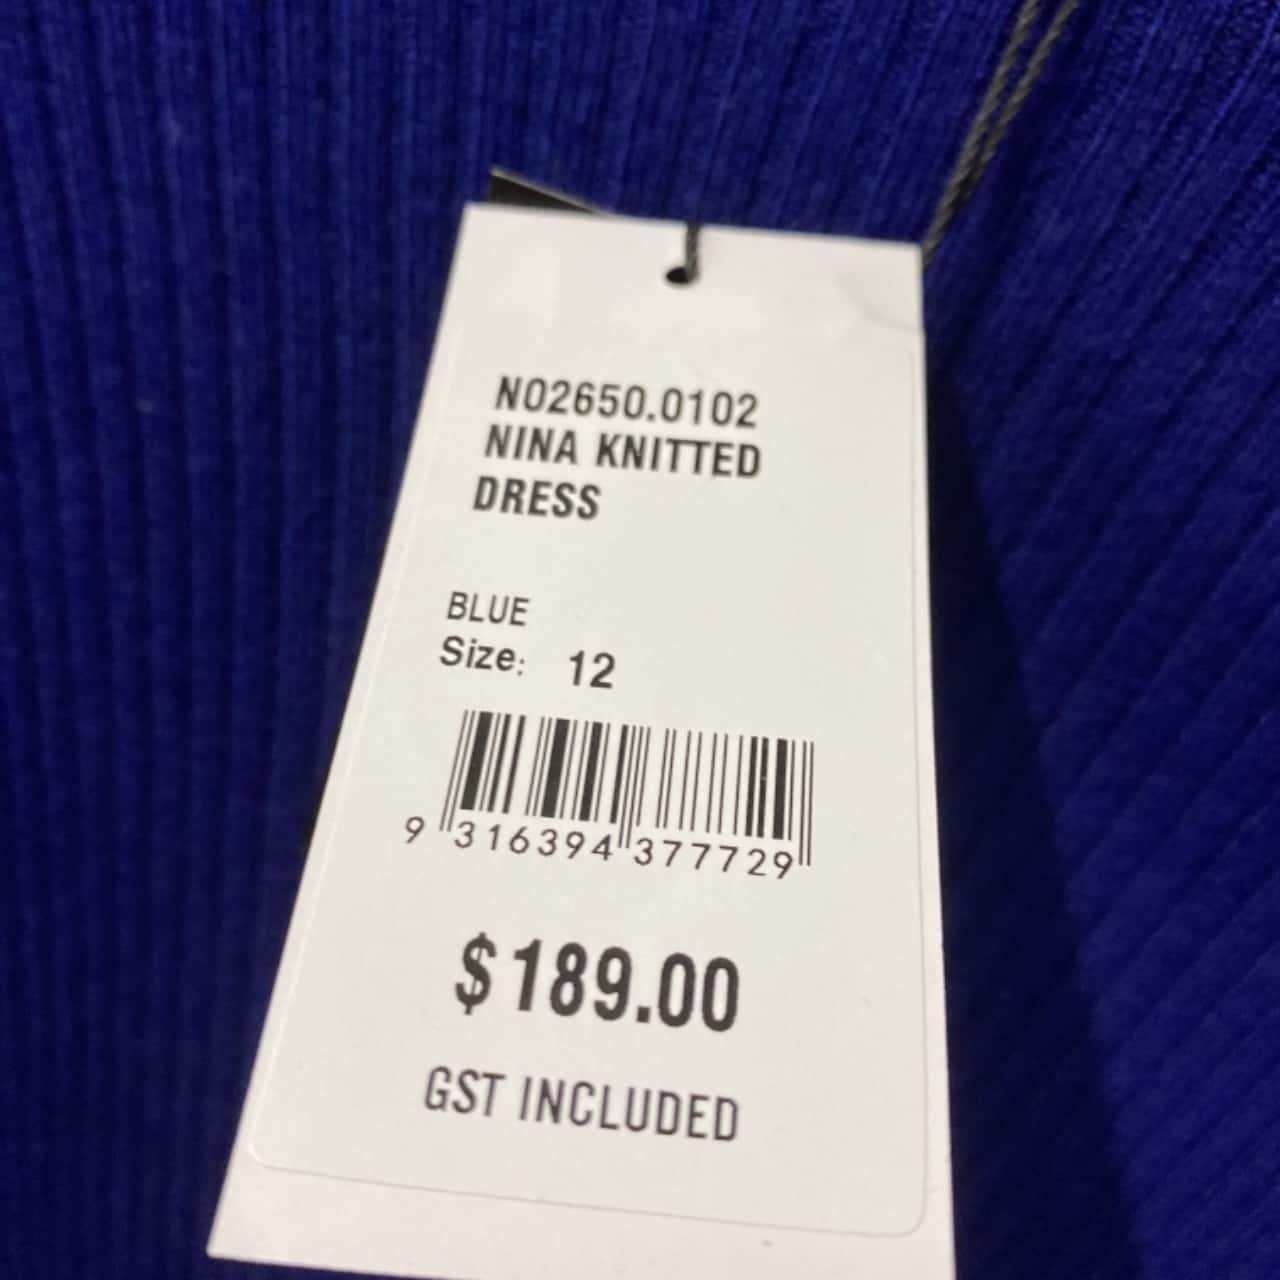 N02650.0102
NINA KNITTED
DRESS
BLUE
Size: 12
9 316394 377729
$189.00
GST INCLUDED